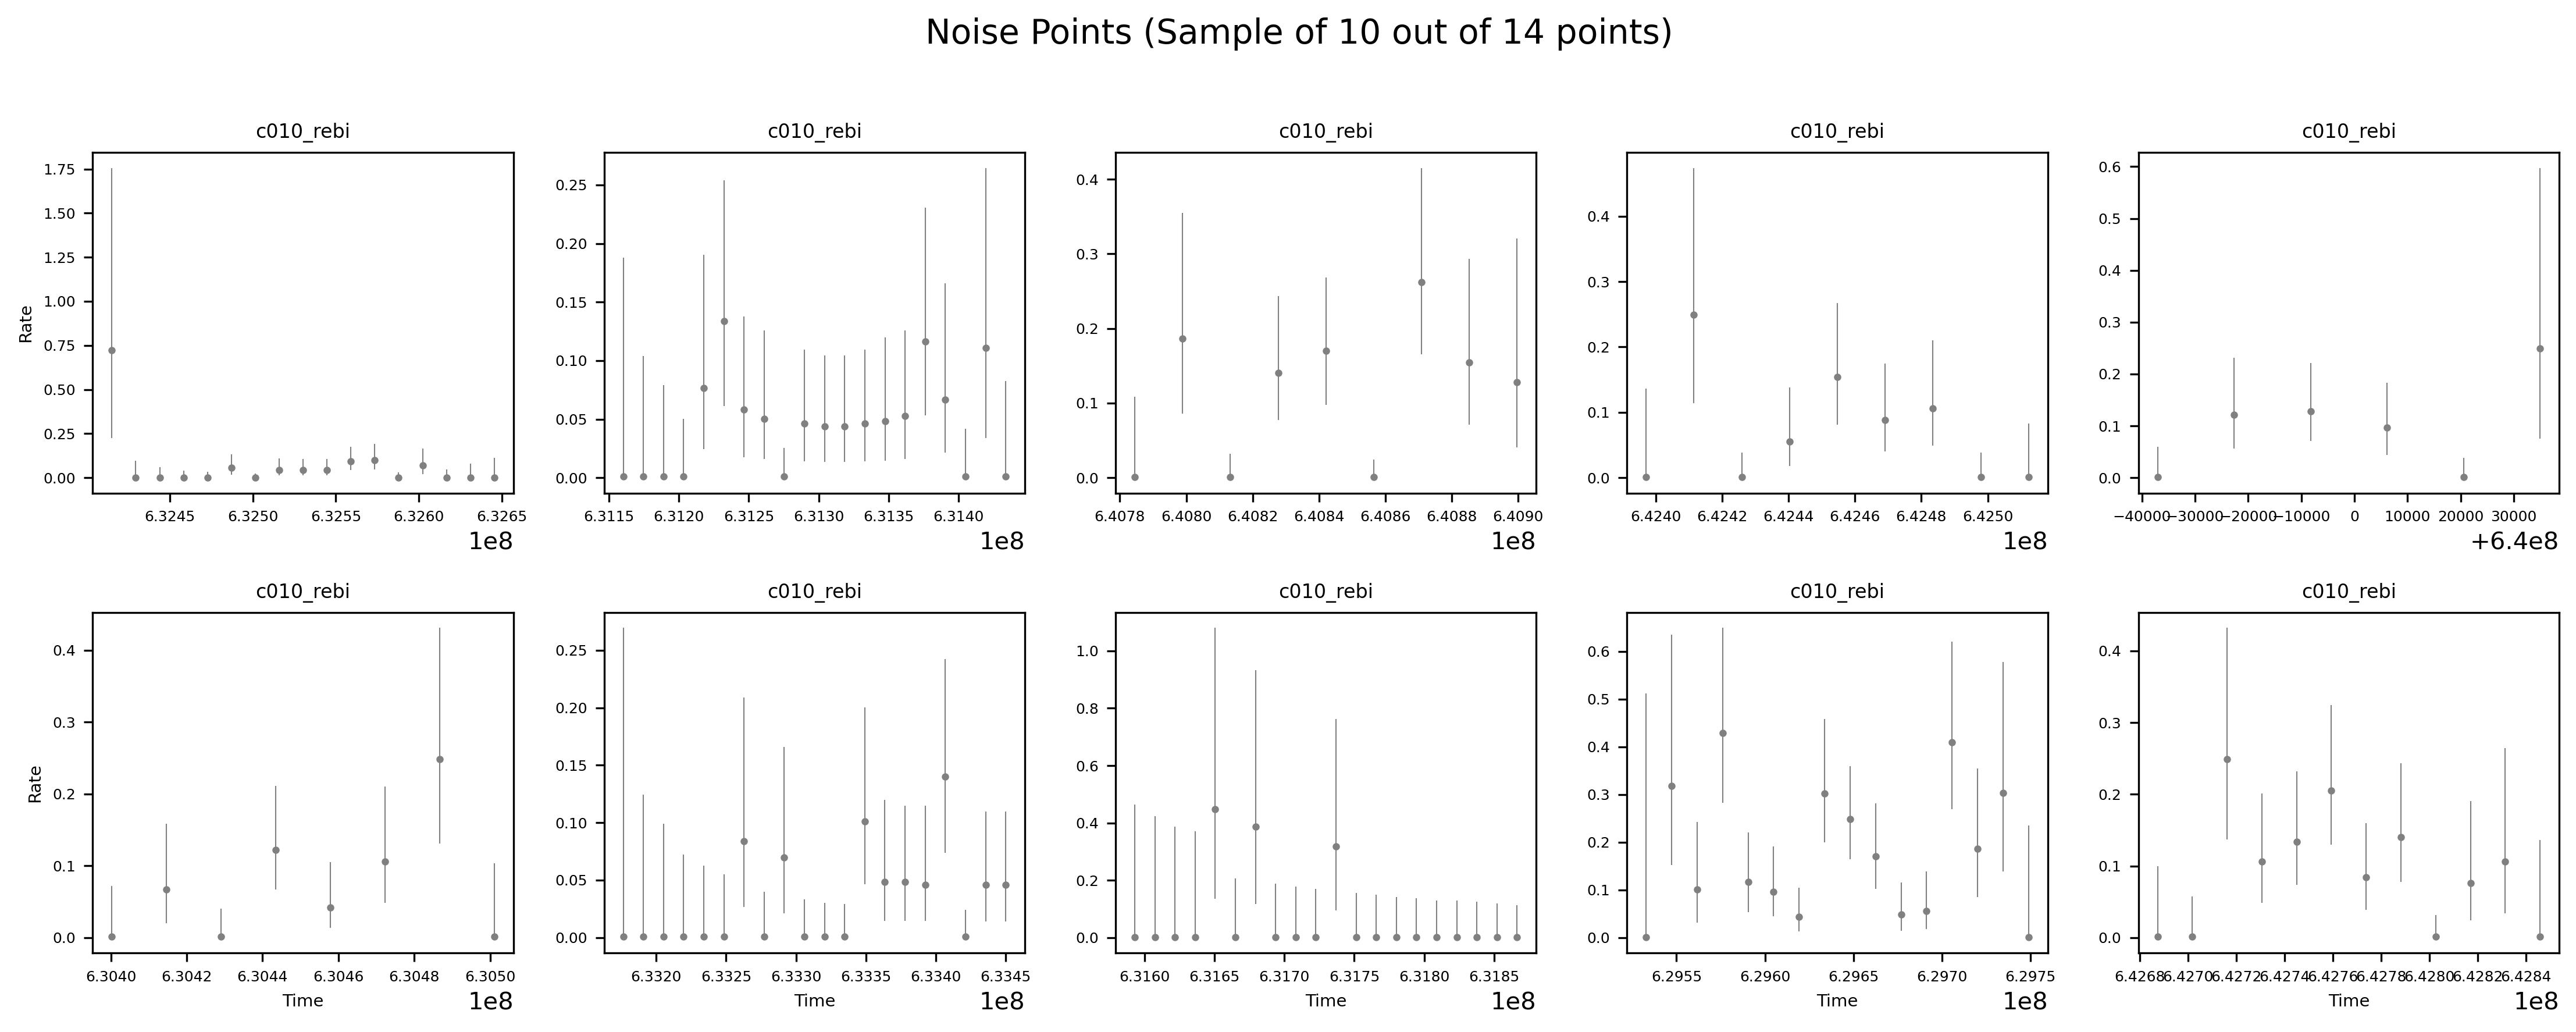 Noise Points (Sample of 10 out of 14 points)
c010_rebi c010_rebi c010_rebi c010_rebi c010_rebi
Rate
1.75
1.50
1.25
1.00
0.75
0.50
0.25
0.00
6.3245 6.3250 6.3255 6.3260 6.3265
1e8
0.25
0.20
0.15
0.10
0.05
0.00
6.3115 6.3120 6.3125 6.3130 6.3135 6.3140
1e8
0.4
0.3
0.2
0.1
0.0
6.4078 6.4080 6.4082 6.4084 6.4086 6.4088 6.4090
1e8
0.4
0.3
0.2
0.1
0.0
6.4240 6.4242 6.4244 6.4246 6.4248 6.4250
1e8
0.6
0.5
0.4
0.3
0.2
0.1
0.0
−40000 −30000 −20000 −10000 0 10000 20000 30000
+6.4e8
c010_rebi c010_rebi c010_rebi c010_rebi c010_rebi
Rate
0.4
0.3
0.2
0.1
0.0
6.3040 6.3042 6.3044 6.3046 6.3048 6.3050
Time 1e8
0.25
0.20
0.15
0.10
0.05
0.00
6.3320 6.3325 6.3330 6.3335 6.3340 6.3345
Time 1e8
1.0
0.8
0.6
0.4
0.2
0.0
6.3160 6.3165 6.3170 6.3175 6.3180 6.3185
Time 1e8
0.6
0.5
0.4
0.3
0.2
0.1
0.0
6.2955 6.2960 6.2965 6.2970 6.2975
Time 1e8
0.4
0.3
0.2
0.1
0.0
6.4268 6.4270 6.4272 6.4274 6.4276 6.4278 6.4280 6.4282 6.4284
Time 1e8